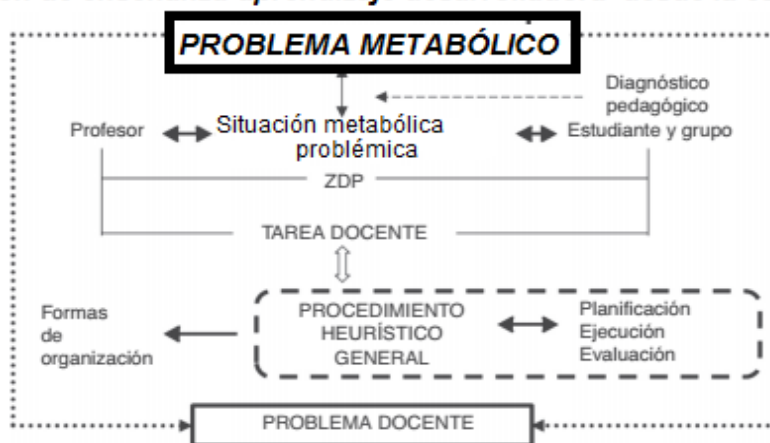 PROBLEMA METABÓLICO
Diagnóstico
pedagógico
Profesor
Situación metabólica
problémica
Estudiante y grupo
ZDP
TAREA DOCENTE
Formas
de
organización
PROCEDIMIENTO
HEURÍSTICO
GENERAL
Planificación
Ejecución
Evaluación
PROBLEMA DOCENTE